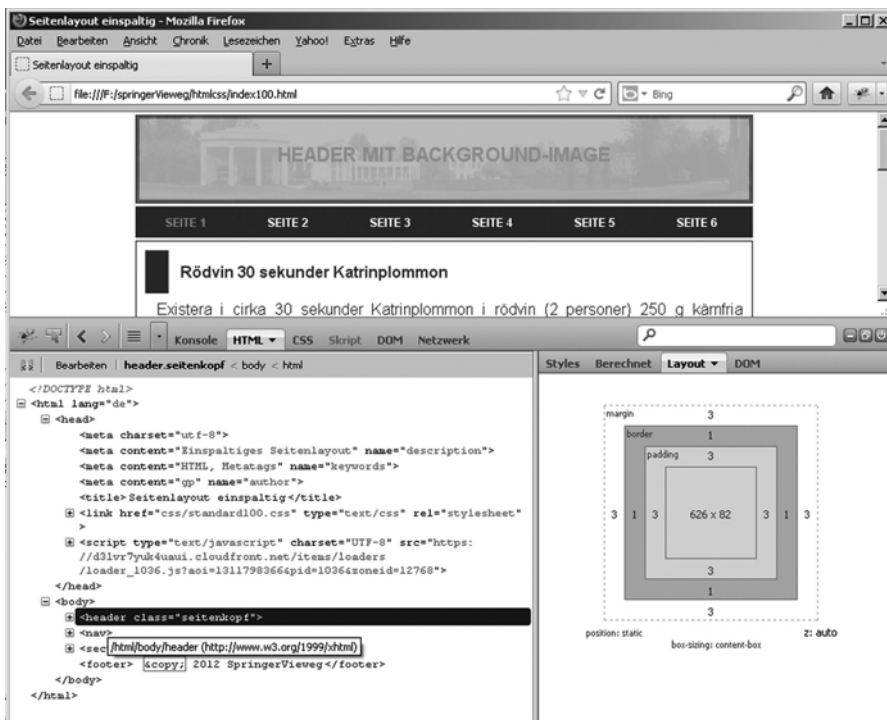 Seitenlayout einspaltig - Mozilla Firefox
Datei Bearbeiten Ansicht Chronik Lesezeichen Yahoo! Extras Hilfe
Seitenlayout einspaltig
file:///F:/springerVieweg/htmlcss/index100.html
Bing
HEADER MIT BACKGROUND-IMAGE
SEITE 1 SEITE 2 SEITE 3 SEITE 4 SEITE 5 SEITE 6
Rödvin 30 sekunder Katrinplommon
Existera i cirka 30 sekunder Katrinplommon i rödvin (2 personer) 250 g kärnfria
Konsole HTML CSS Skript DOM Netzwerk
Bearbeiten header.seitenkopf < body < html
Styles Berechnet Layout DOM
<!DOCTYPE html>
<html lang="de">
<head>
<meta charset="utf-8">
<meta content="Einspaltiges Seitenlayout" name="description">
<meta content="HTML, Metatags" name="keywords">
<meta content="gp" name="author">
<title>Seitenlayout einspaltig</title>
<link href="css/standard100.css" type="text/css" rel="stylesheet"
>
<script type="text/javascript" charset="UTF-8" src="https:
//d3lvr7yuk4uaui.cloudfront.net/items/loaders
/loader_1036.js?aoi=1311798366&pid=1036&zoneid=12768">
</head>
<body>
<header class="seitenkopf">
<nav>
<sec
/html/body/header (http://www.w3.org/1999/xhtml)
<footer> &copy; 2012 SpringerVieweg</footer>
</body>
</html>
margin 3
border 1
padding 3
3 1 3 626 x 82 3 1 3
3
1
3
position: static
box-sizing: content-box
z: auto